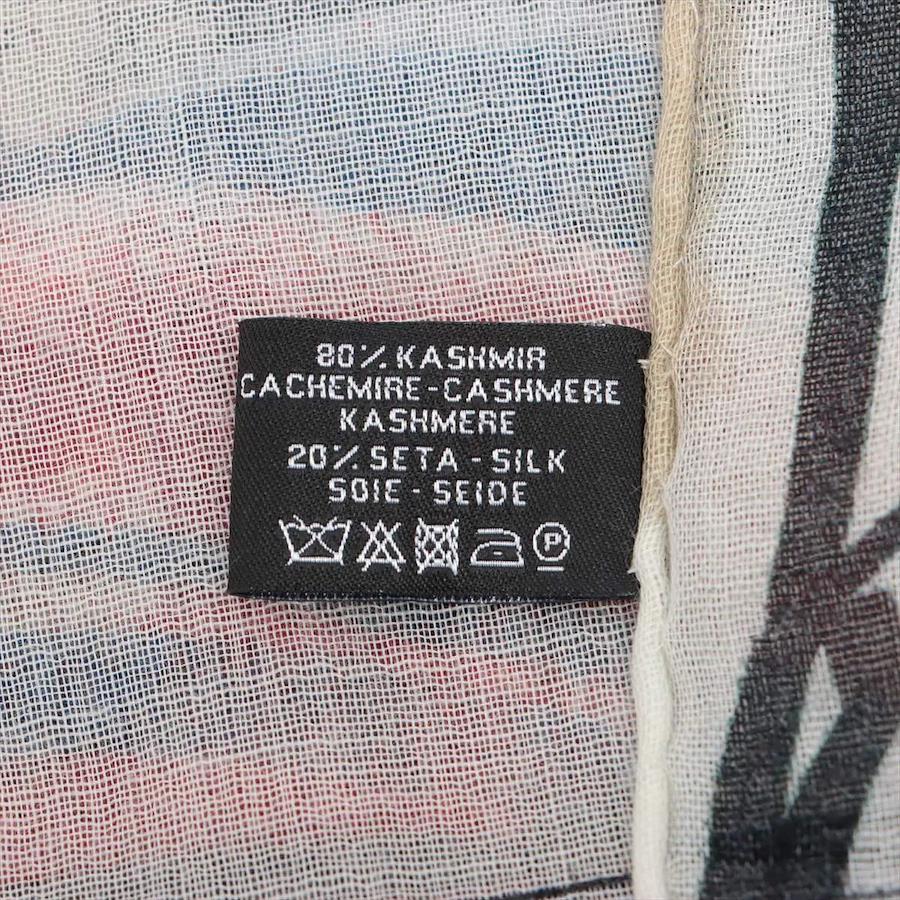 80% KASHMIR
CACHEMIRE-CASHMERE
KASHMERE
20% SETA - SILK
SOIE - SEIDE
P